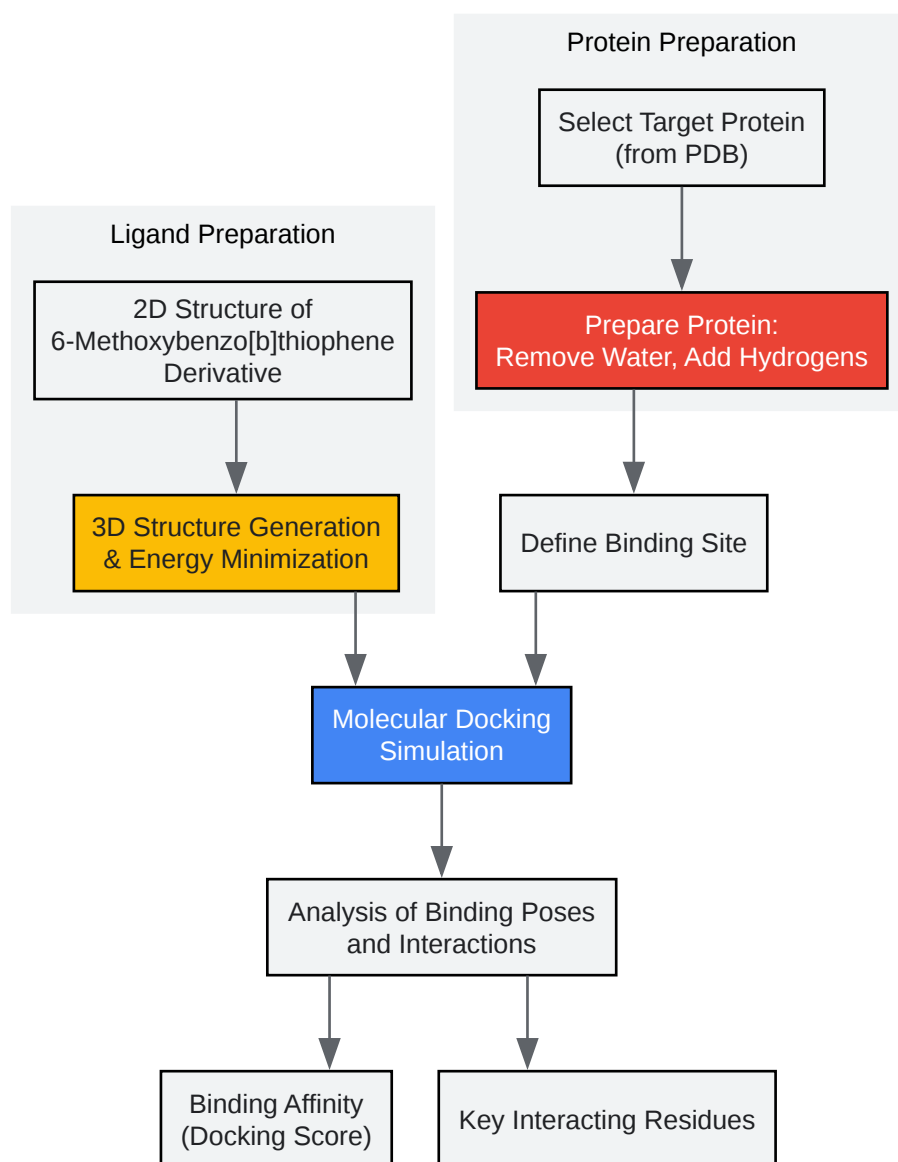 Protein Preparation
Select Target Protein
(from PDB)
Ligand Preparation
2D Structure of
6-Methoxybenzo[b]thiophene
Derivative
Prepare Protein:
Remove Water, Add Hydrogens
3D Structure Generation
& Energy Minimization
Define Binding Site
Molecular Docking
Simulation
Analysis of Binding Poses
and Interactions
Binding Affinity
(Docking Score)
Key Interacting Residues